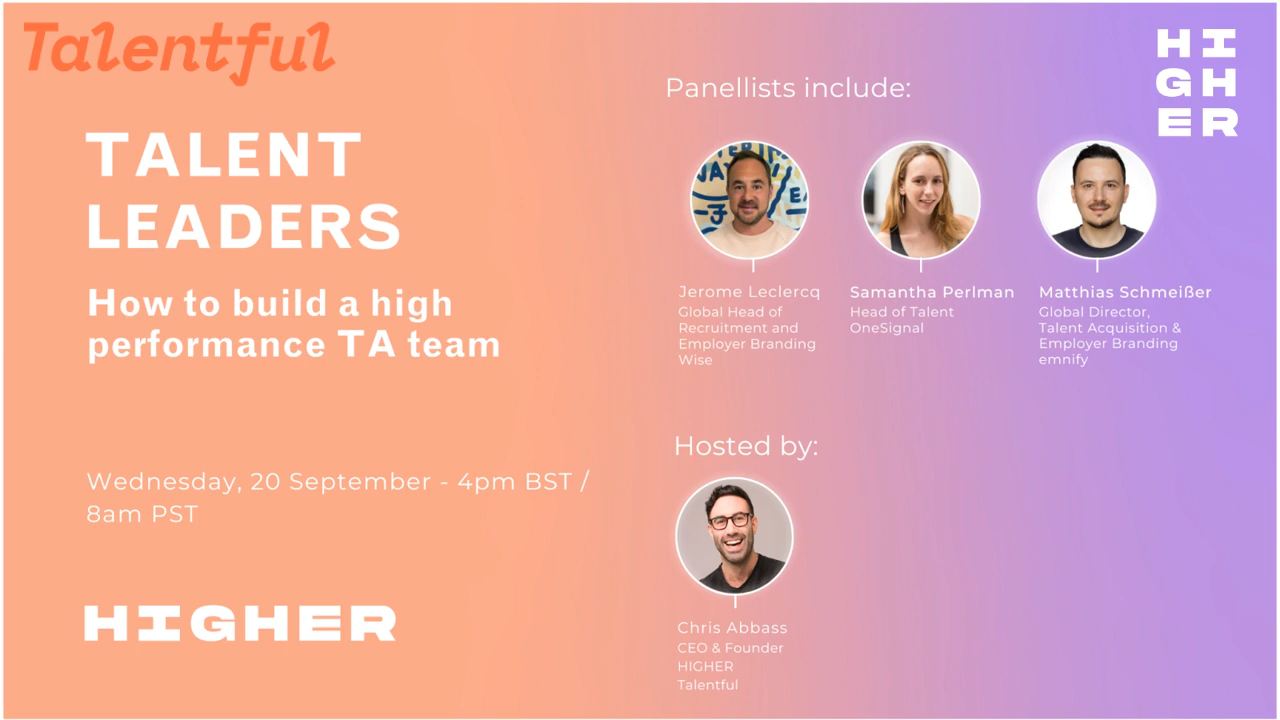 Talentful
HI
GH
ER
TALENT
LEADERS
How to build a high
performance TA team
Wednesday, 20 September - 4pm BST /
8am PST
HIGHER
Panellists include:
Jerome Leclercq
Global Head of
Recruitment and
Employer Branding
Wise
Samantha Perlman
Head of Talent
OneSignal
Matthias Schmeißer
Global Director,
Talent Acquisition &
Employer Branding
emnify
Hosted by:
Chris Abbass
CEO & Founder
HIGHER
Talentful